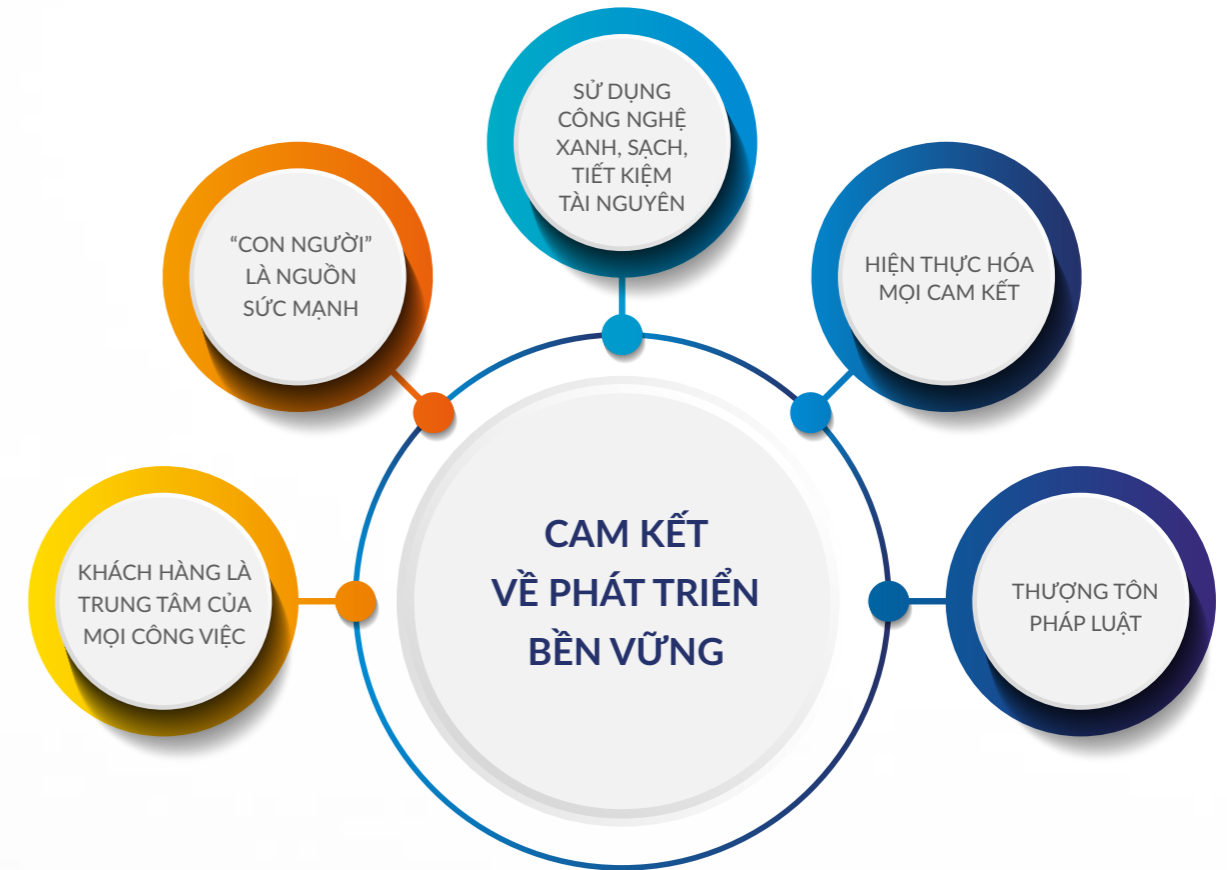 SỬ DỤNG
CÔNG NGHỆ
XANH, SẠCH,
TIẾT KIỆM
TÀI NGUYÊN
“CON NGƯỜI”
LÀ NGUỒN
SỨC MẠNH
HIỆN THỰC HÓA
MỌI CAM KẾT
KHÁCH HÀNG LÀ
TRUNG TÂM CỦA
MỌI CÔNG VIỆC
CAM KẾT
VỀ PHÁT TRIỂN
BỀN VỮNG
THƯỢNG TÔN
PHÁP LUẬT